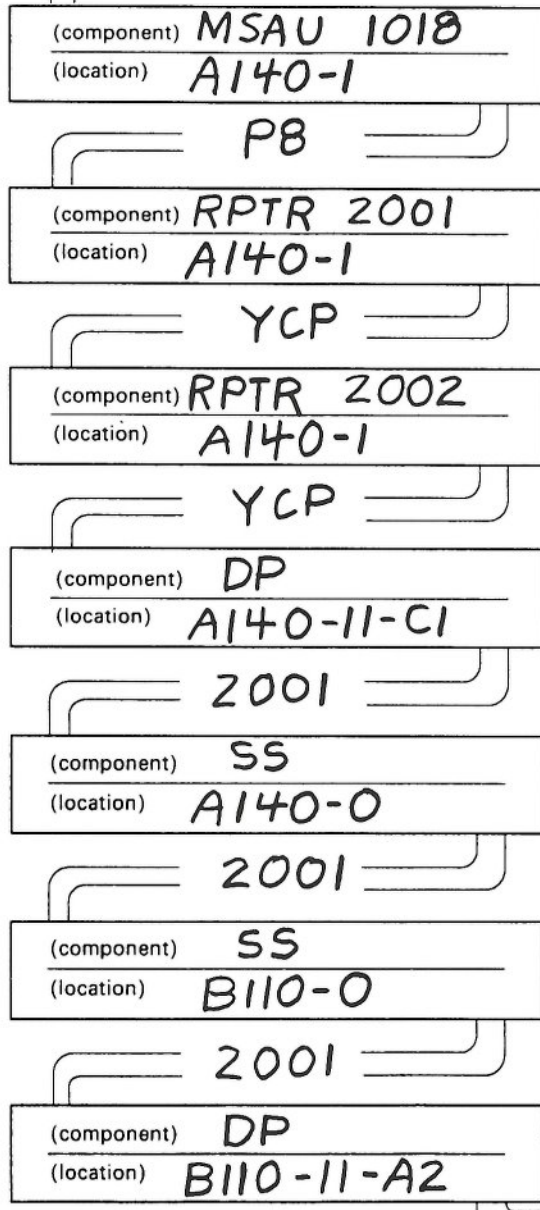 (component) MSAU 1018
(location) A140-1
P8
(component) RPTR 2001
(location) A140-1
YCP
(component) RPTR 2002
(location) A140-1
YCP
(component) DP
(location) A140-11-C1
2001
(component) SS
(location) A140-0
2001
(component) SS
(location) B110-0
2001
(component) DP
(location) B110-11-A2